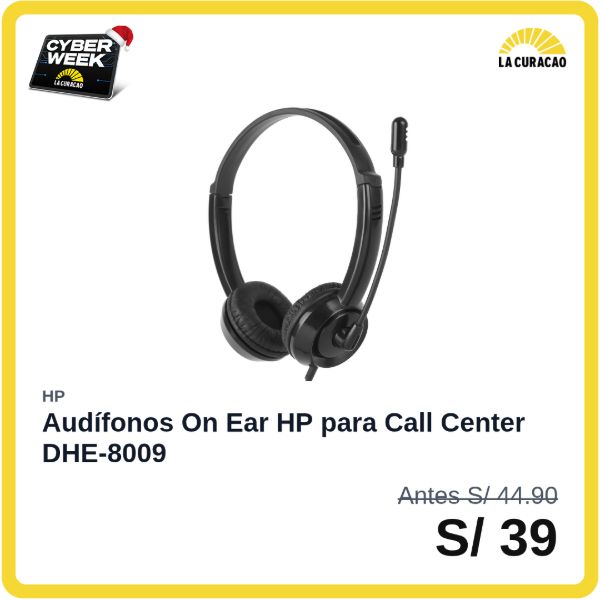 CYBER
WEEK
LA CURACAO
LA CURACAO
HP
Audífonos On Ear HP para Call Center
DHE-8009
Antes S/ 44.90
S/ 39